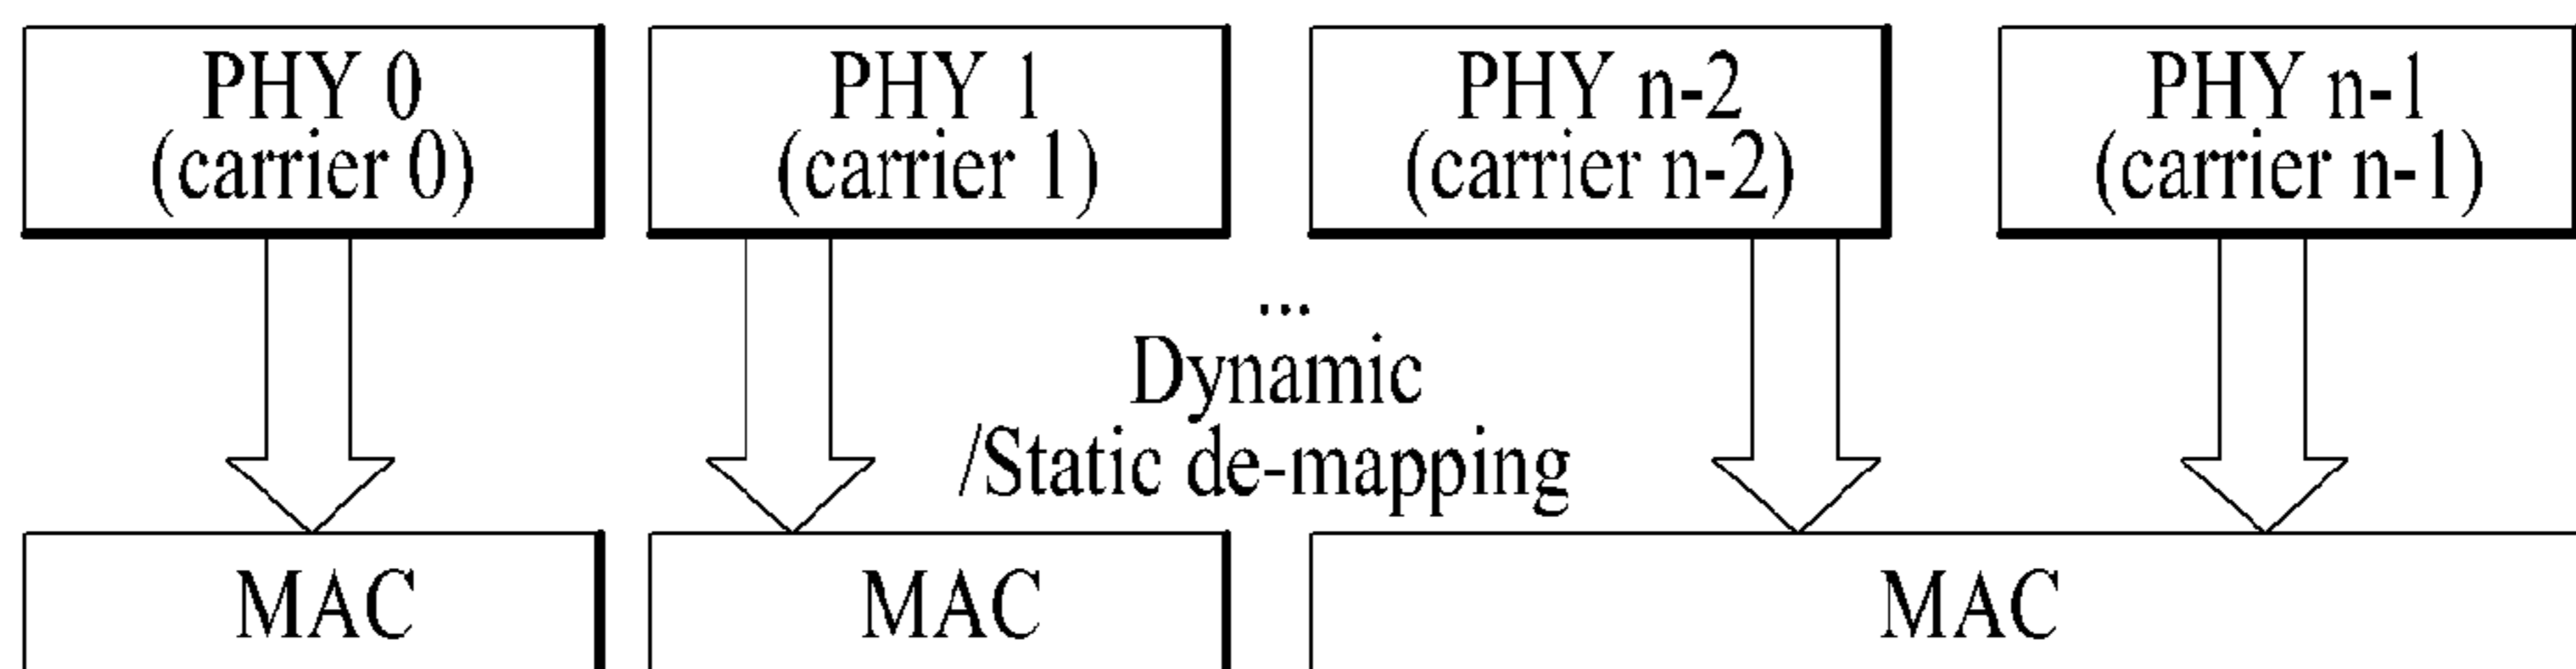 PHY 0
(carrier 0)
PHY 1
(carrier 1)
PHY n-2
(carrier n-2)
PHY n-1
(carrier n-1)
...
Dynamic
/Static de-mapping
MAC
MAC
MAC